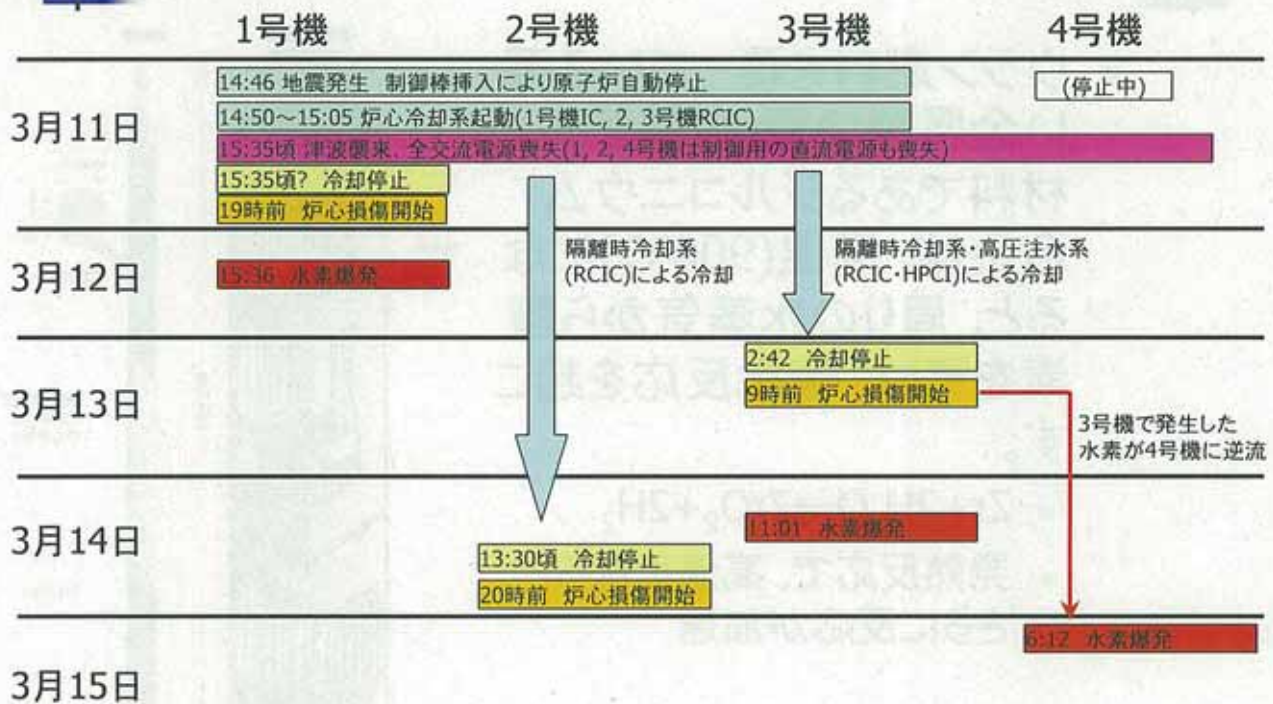 1号機 2号機 3号機 4号機
3月11日
14:46 地震発生 制御棒挿入により原子炉自動停止
(停止中)
14:50～15:05 炉心冷却系起動(1号機IC, 2, 3号機RCIC)
15:35頃 津波襲来、全交流電源喪失(1, 2, 4号機は制御用の直流電源も喪失)
15:35頃? 冷却停止
19時前 炉心損傷開始
3月12日
15:36 水素爆発
隔離時冷却系
(RCIC)による冷却
隔離時冷却系・高圧注水系
(RCIC・HPCI)による冷却
3月13日
2:42 冷却停止
9時前 炉心損傷開始
3号機で発生した
水素が4号機に逆流
3月14日
11:01 水素爆発
13:30頃 冷却停止
20時前 炉心損傷開始
3月15日
6:12 水素爆発